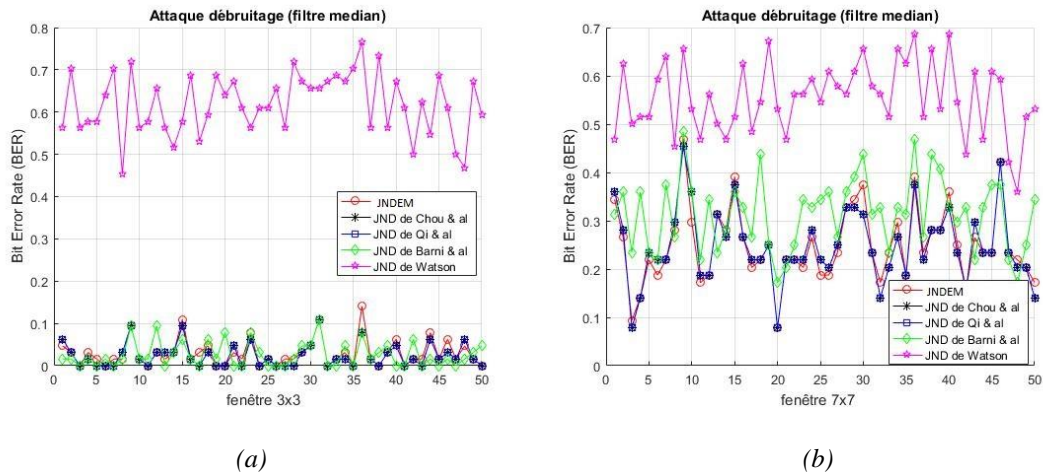 Attaque débruitage (filtre median)
Bit Error Rate (BER)
0.8
0.7
0.6
0.5
0.4
0.3
0.2
0.1
0
JNDEM
JND de Chou & al
JND de Qi & al
JND de Barni & al
JND de Watson
0 5 10 15 20 25 30 35 40 45 50
fenêtre 3x3
(a)
Attaque débruitage (filtre median)
Bit Error Rate (BER)
0.7
0.6
0.5
0.4
0.3
0.2
0.1
0
JNDEM
JND de Chou & al
JND de Qi & al
JND de Barni & al
JND de Watson
0 5 10 15 20 25 30 35 40 45 50
fenêtre 7x7
(b)